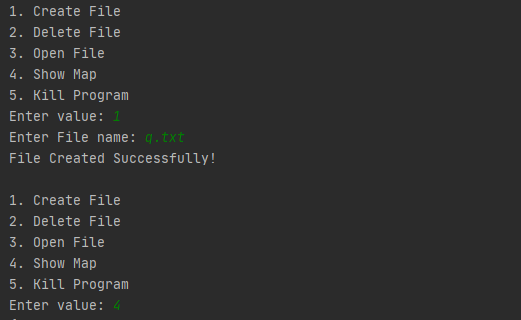 1. Create File
2. Delete File
3. Open File
4. Show Map
5. Kill Program
Enter value: 1
Enter File name: q.txt
File Created Successfully!
1. Create File
2. Delete File
3. Open File
4. Show Map
5. Kill Program
Enter value: 4